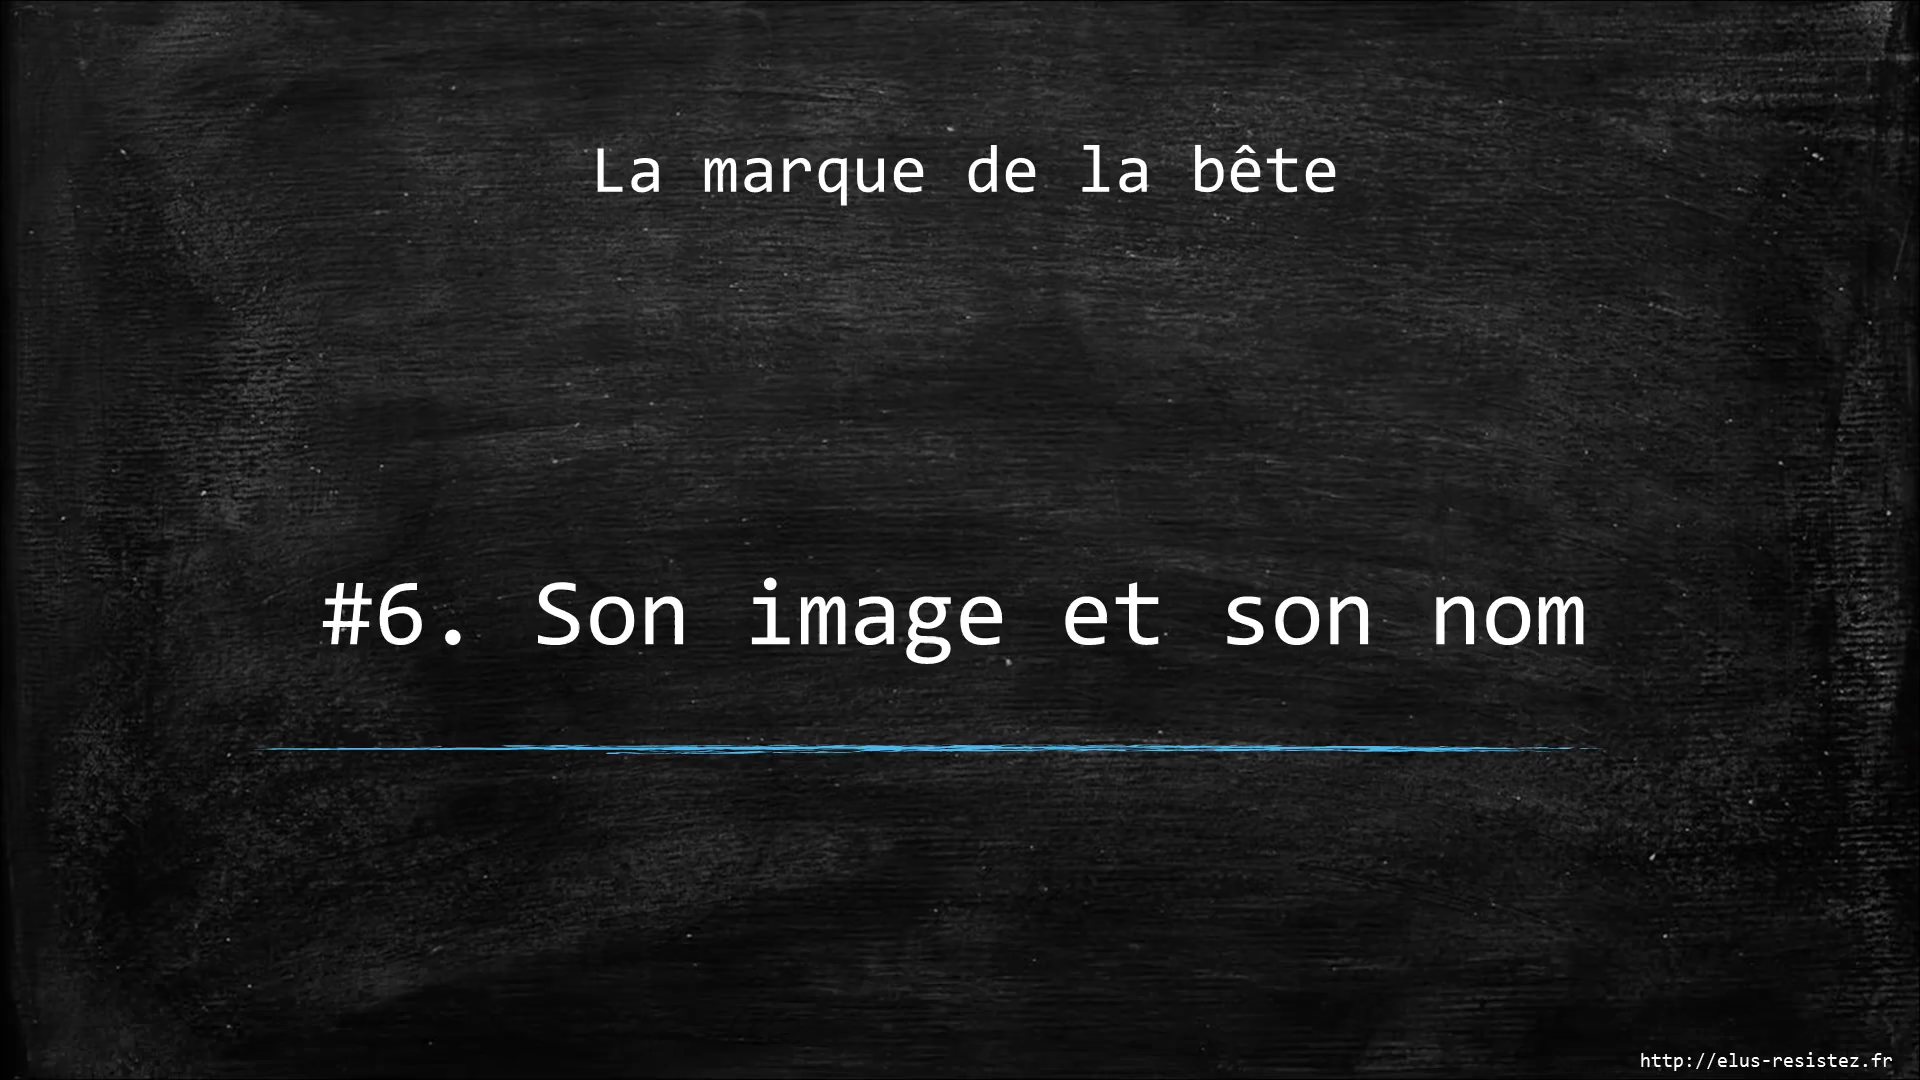 La marque de la bête
#6. Son image et son nom
http://elus-resistez.fr